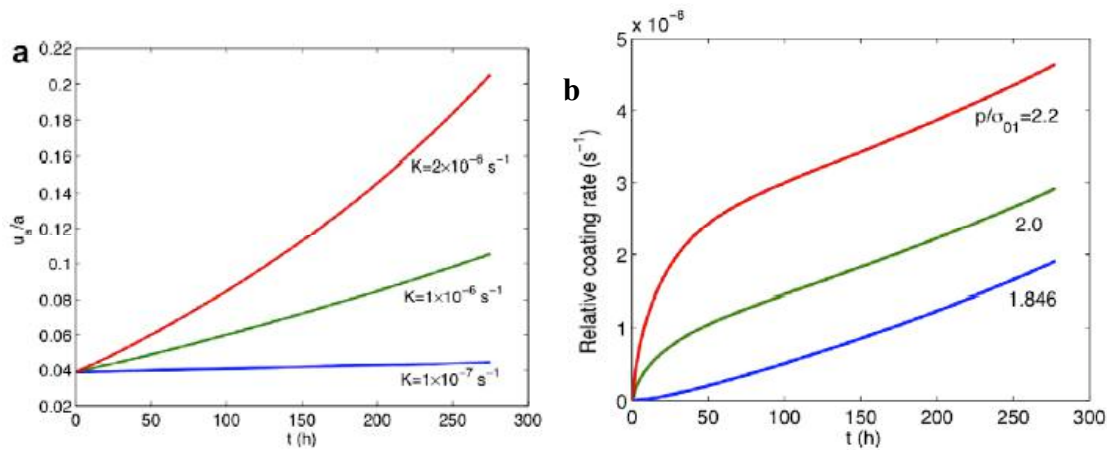 a
0.22
0.2
0.18
0.16
0.14
0.12
0.1
0.08
0.06
0.04
0.02
u_a/a
K=2×10⁻⁶ s⁻¹
K=1×10⁻⁶ s⁻¹
K=1×10⁻⁷ s⁻¹
0 50 100 150 200 250 300
t (h)
b
x 10⁻⁶
5
4
3
2
1
0
Relative coating rate (s⁻¹)
p/σ₀₁=2.2
2.0
1.846
0 50 100 150 200 250 300
t (h)